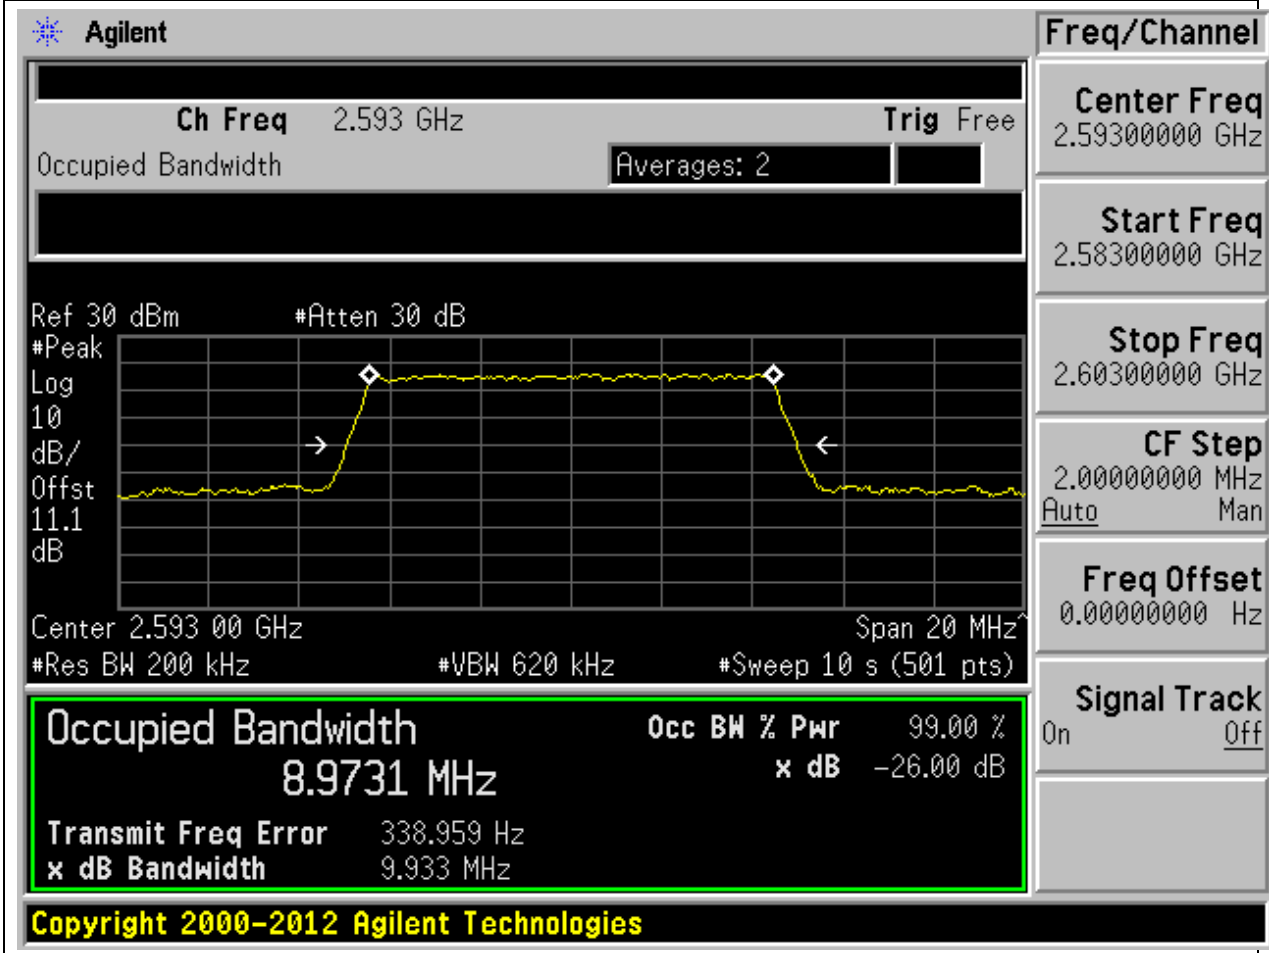 Agilent
Freq/Channel
Ch Freq 2.593 GHz Trig Free
Occupied Bandwidth Averages: 2
Center Freq
2.59300000 GHz
Start Freq
2.58300000 GHz
Stop Freq
2.60300000 GHz
CF Step
2.00000000 MHz
Auto Man
Freq Offset
0.00000000 Hz
Signal Track
On Off
Ref 30 dBm #Atten 30 dB
#Peak
Log
10
dB/
Offst
11.1
dB
Center 2.593 00 GHz Span 20 MHz^
#Res BW 200 kHz #VBW 620 kHz #Sweep 10 s (501 pts)
Occupied Bandwidth Occ BW % Pwr 99.00 %
8.9731 MHz x dB -26.00 dB
Transmit Freq Error 338.959 Hz
x dB Bandwidth 9.933 MHz
Copyright 2000-2012 Agilent Technologies